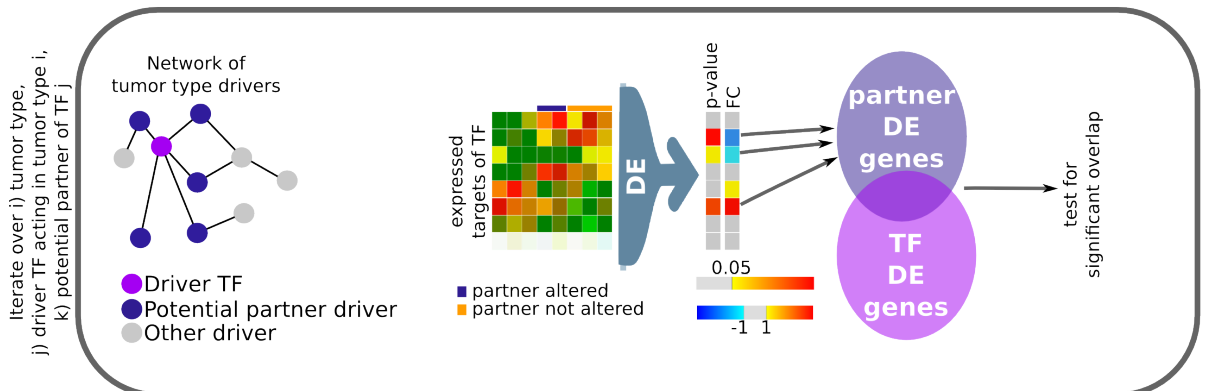 Iterate over i) tumor type,
j) driver TF acting in tumor type i,
k) potential partner of TF j
Network of
tumor type drivers
Driver TF
Potential partner driver
Other driver
expressed
targets of TF
partner altered
partner not altered
DE
p-value
FC
0.05
-1 1
partner
DE
genes
TF
DE
genes
test for
significant overlap